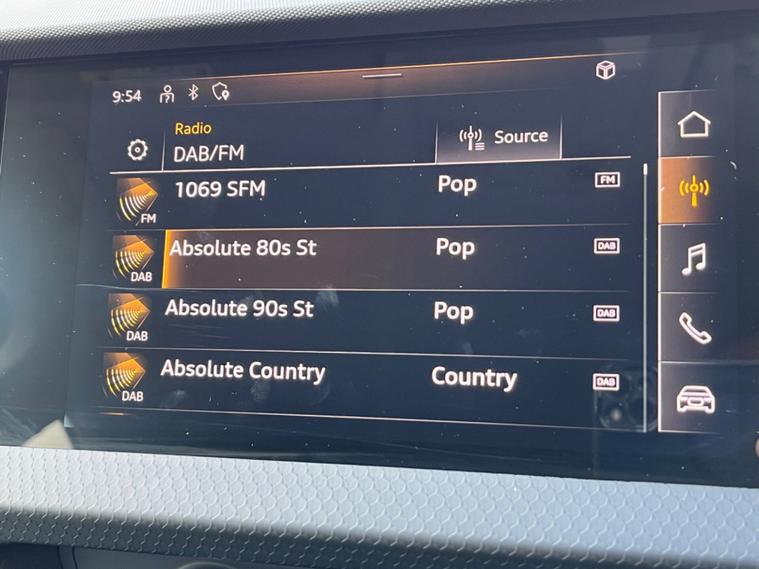 9:54
Radio
DAB/FM
Source
1069 SFM Pop FM
FM
Absolute 80s St Pop DAB
DAB
Absolute 90s St Pop DAB
DAB
Absolute Country Country DAB
DAB